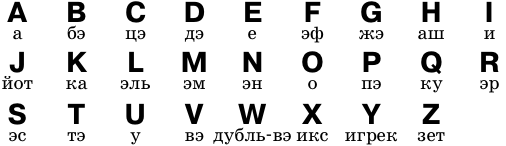 A B C D E F G H I
а бэ цэ дэ е эф жэ аш и
J K L M N O P Q R
йот ка эль эм эн о пэ ку эр
S T U V W X Y Z
эс тэ у вэ дубль-вэ икс игрек зет